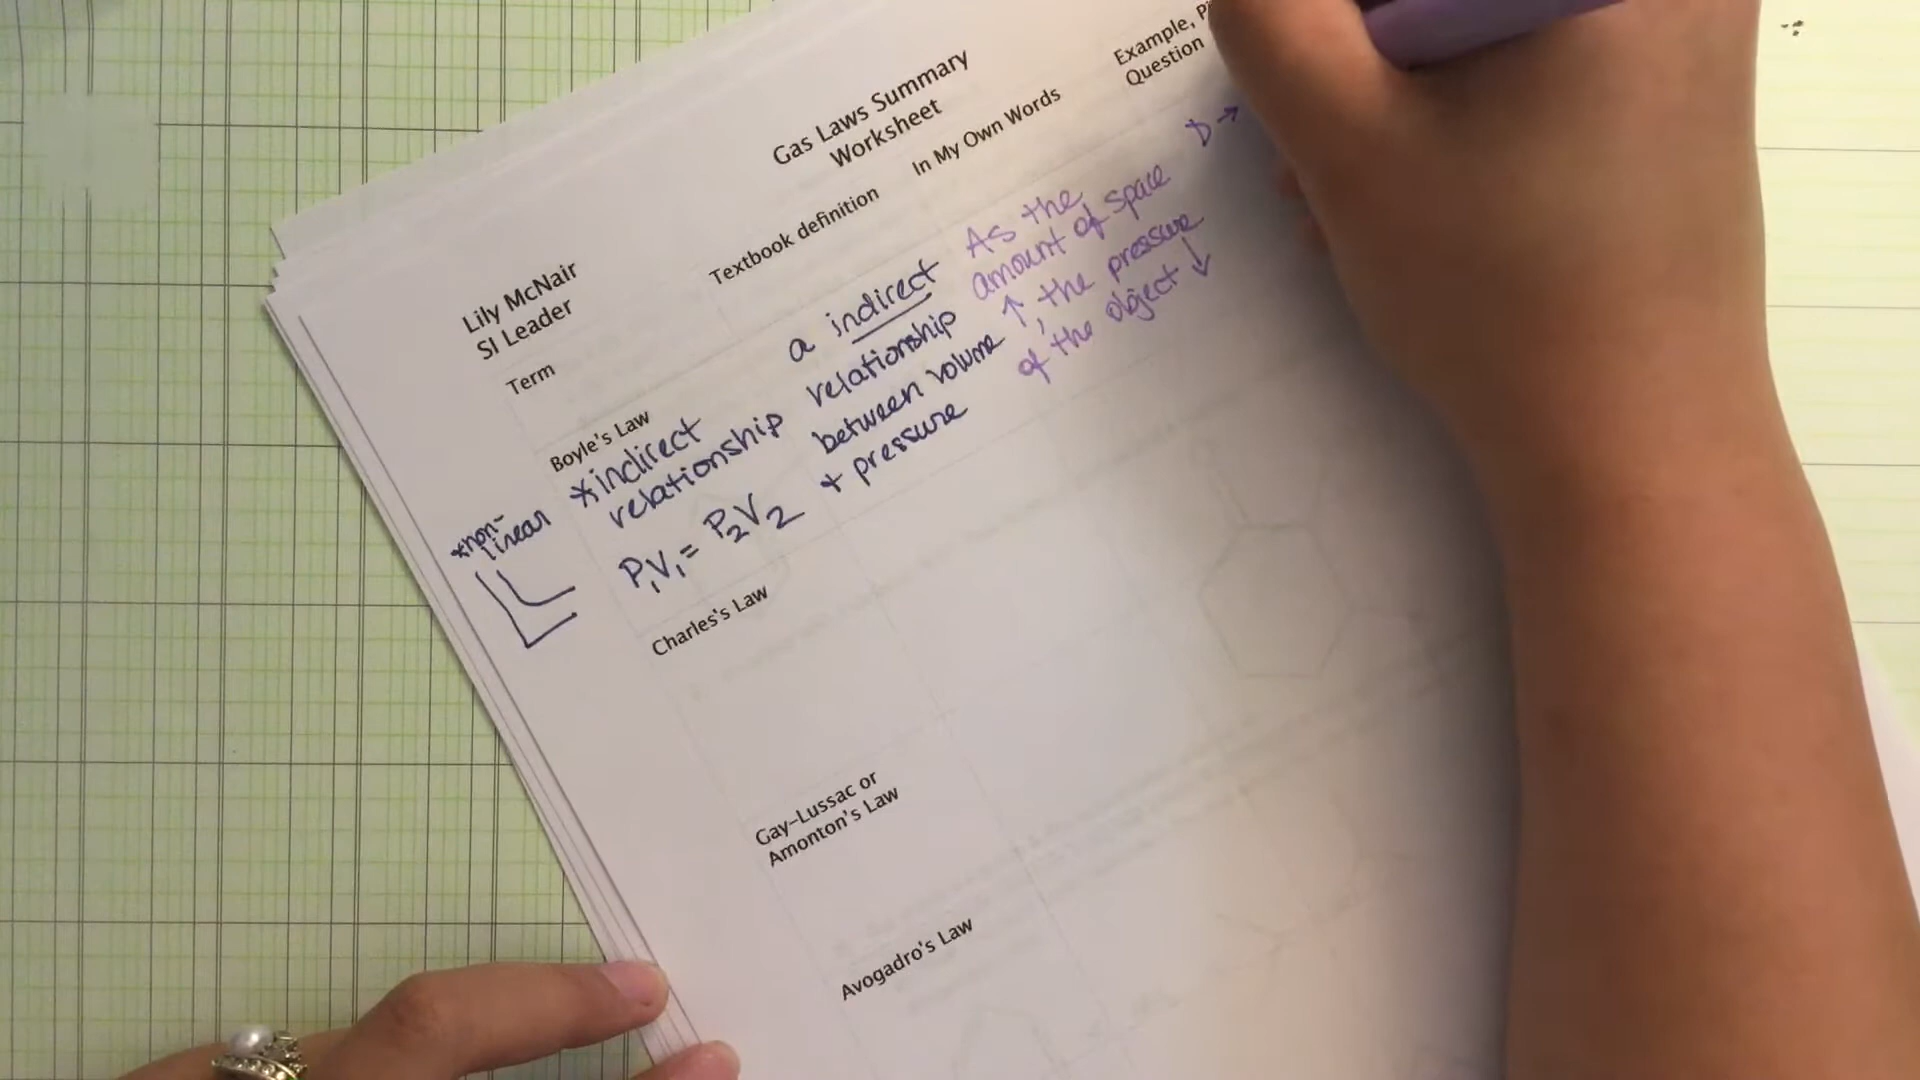 Gas Laws Summary
Worksheet
Lily McNair
SI Leader
Term
Textbook definition
In My Own Words
Example,
Question
Boyle's Law
*indirect
relationship
P₁V₁ = P₂V₂
*non-
linear
a indirect
relationship
between volume
+ pressure
As the
amount of space
↑, the pressure
of the object ↓
Charles's Law
Gay-Lussac or
Amonton's Law
Avogadro's Law